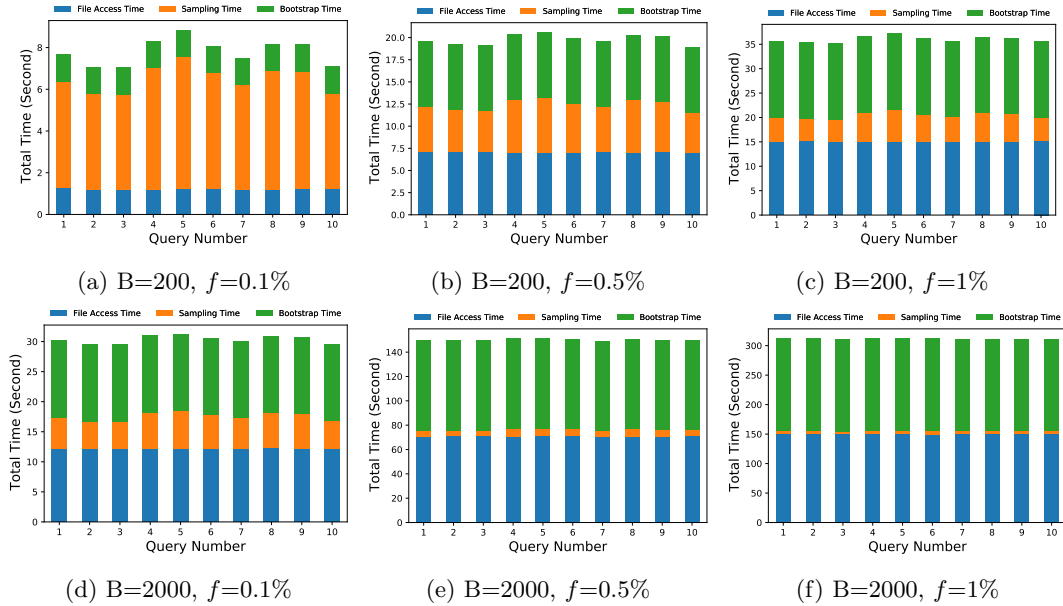 File Access Time Sampling Time Bootstrap Time
Total Time (Second)
8
6
4
2
0
1 2 3 4 5 6 7 8 9 10
Query Number
(a) B=200, f=0.1%
File Access Time Sampling Time Bootstrap Time
Total Time (Second)
20.0
17.5
15.0
12.5
10.0
7.5
5.0
2.5
0.0
1 2 3 4 5 6 7 8 9 10
Query Number
(b) B=200, f=0.5%
File Access Time Sampling Time Bootstrap Time
Total Time (Second)
35
30
25
20
15
10
5
0
1 2 3 4 5 6 7 8 9 10
Query Number
(c) B=200, f=1%
File Access Time Sampling Time Bootstrap Time
Total Time (Second)
30
25
20
15
10
5
0
1 2 3 4 5 6 7 8 9 10
Query Number
(d) B=2000, f=0.1%
File Access Time Sampling Time Bootstrap Time
Total Time (Second)
140
120
100
80
60
40
20
0
1 2 3 4 5 6 7 8 9 10
Query Number
(e) B=2000, f=0.5%
File Access Time Sampling Time Bootstrap Time
Total Time (Second)
300
250
200
150
100
50
0
1 2 3 4 5 6 7 8 9 10
Query Number
(f) B=2000, f=1%